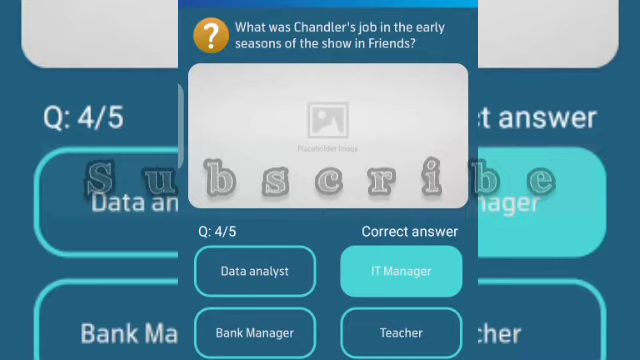 What was Chandler's job in the early
seasons of the show in Friends?
?
Placeholder Image
Subscribe
Q: 4/5
Correct answer
Data analyst
IT Manager
Bank Manager
Teacher
Q: 4/5
ct answer
Data an
nager
Bank Ma
cher